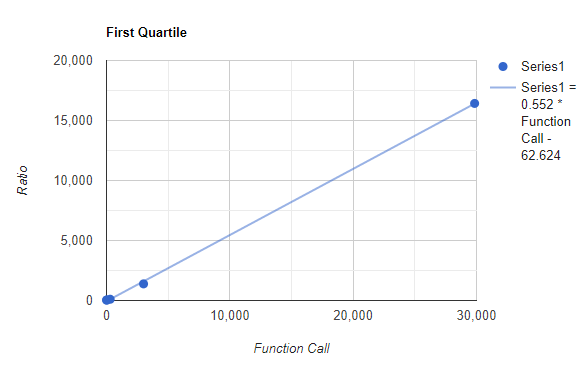 First Quartile
20,000
15,000
10,000
5,000
0
Ratio
0
10,000
20,000
30,000
Function Call
Series1
Series1 =
0.552 *
Function
Call -
62.624